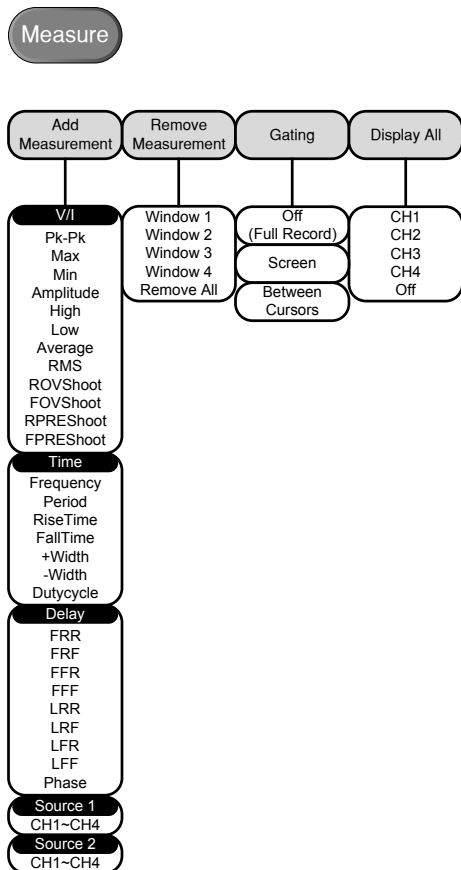 Measure
Add
Measurement
Remove
Measurement
Gating
Display All
V/I
Pk-Pk
Max
Min
Amplitude
High
Low
Average
RMS
ROVShoot
FOVShoot
RPREShoot
FPREShoot
Time
Frequency
Period
RiseTime
FallTime
+Width
-Width
Dutycycle
Delay
FRR
FRF
FFR
FFF
LRR
LRF
LFR
LFF
Phase
Source 1
CH1~CH4
Source 2
CH1~CH4
Window 1
Window 2
Window 3
Window 4
Remove All
Off
(Full Record)
Screen
Between
Cursors
CH1
CH2
CH3
CH4
Off